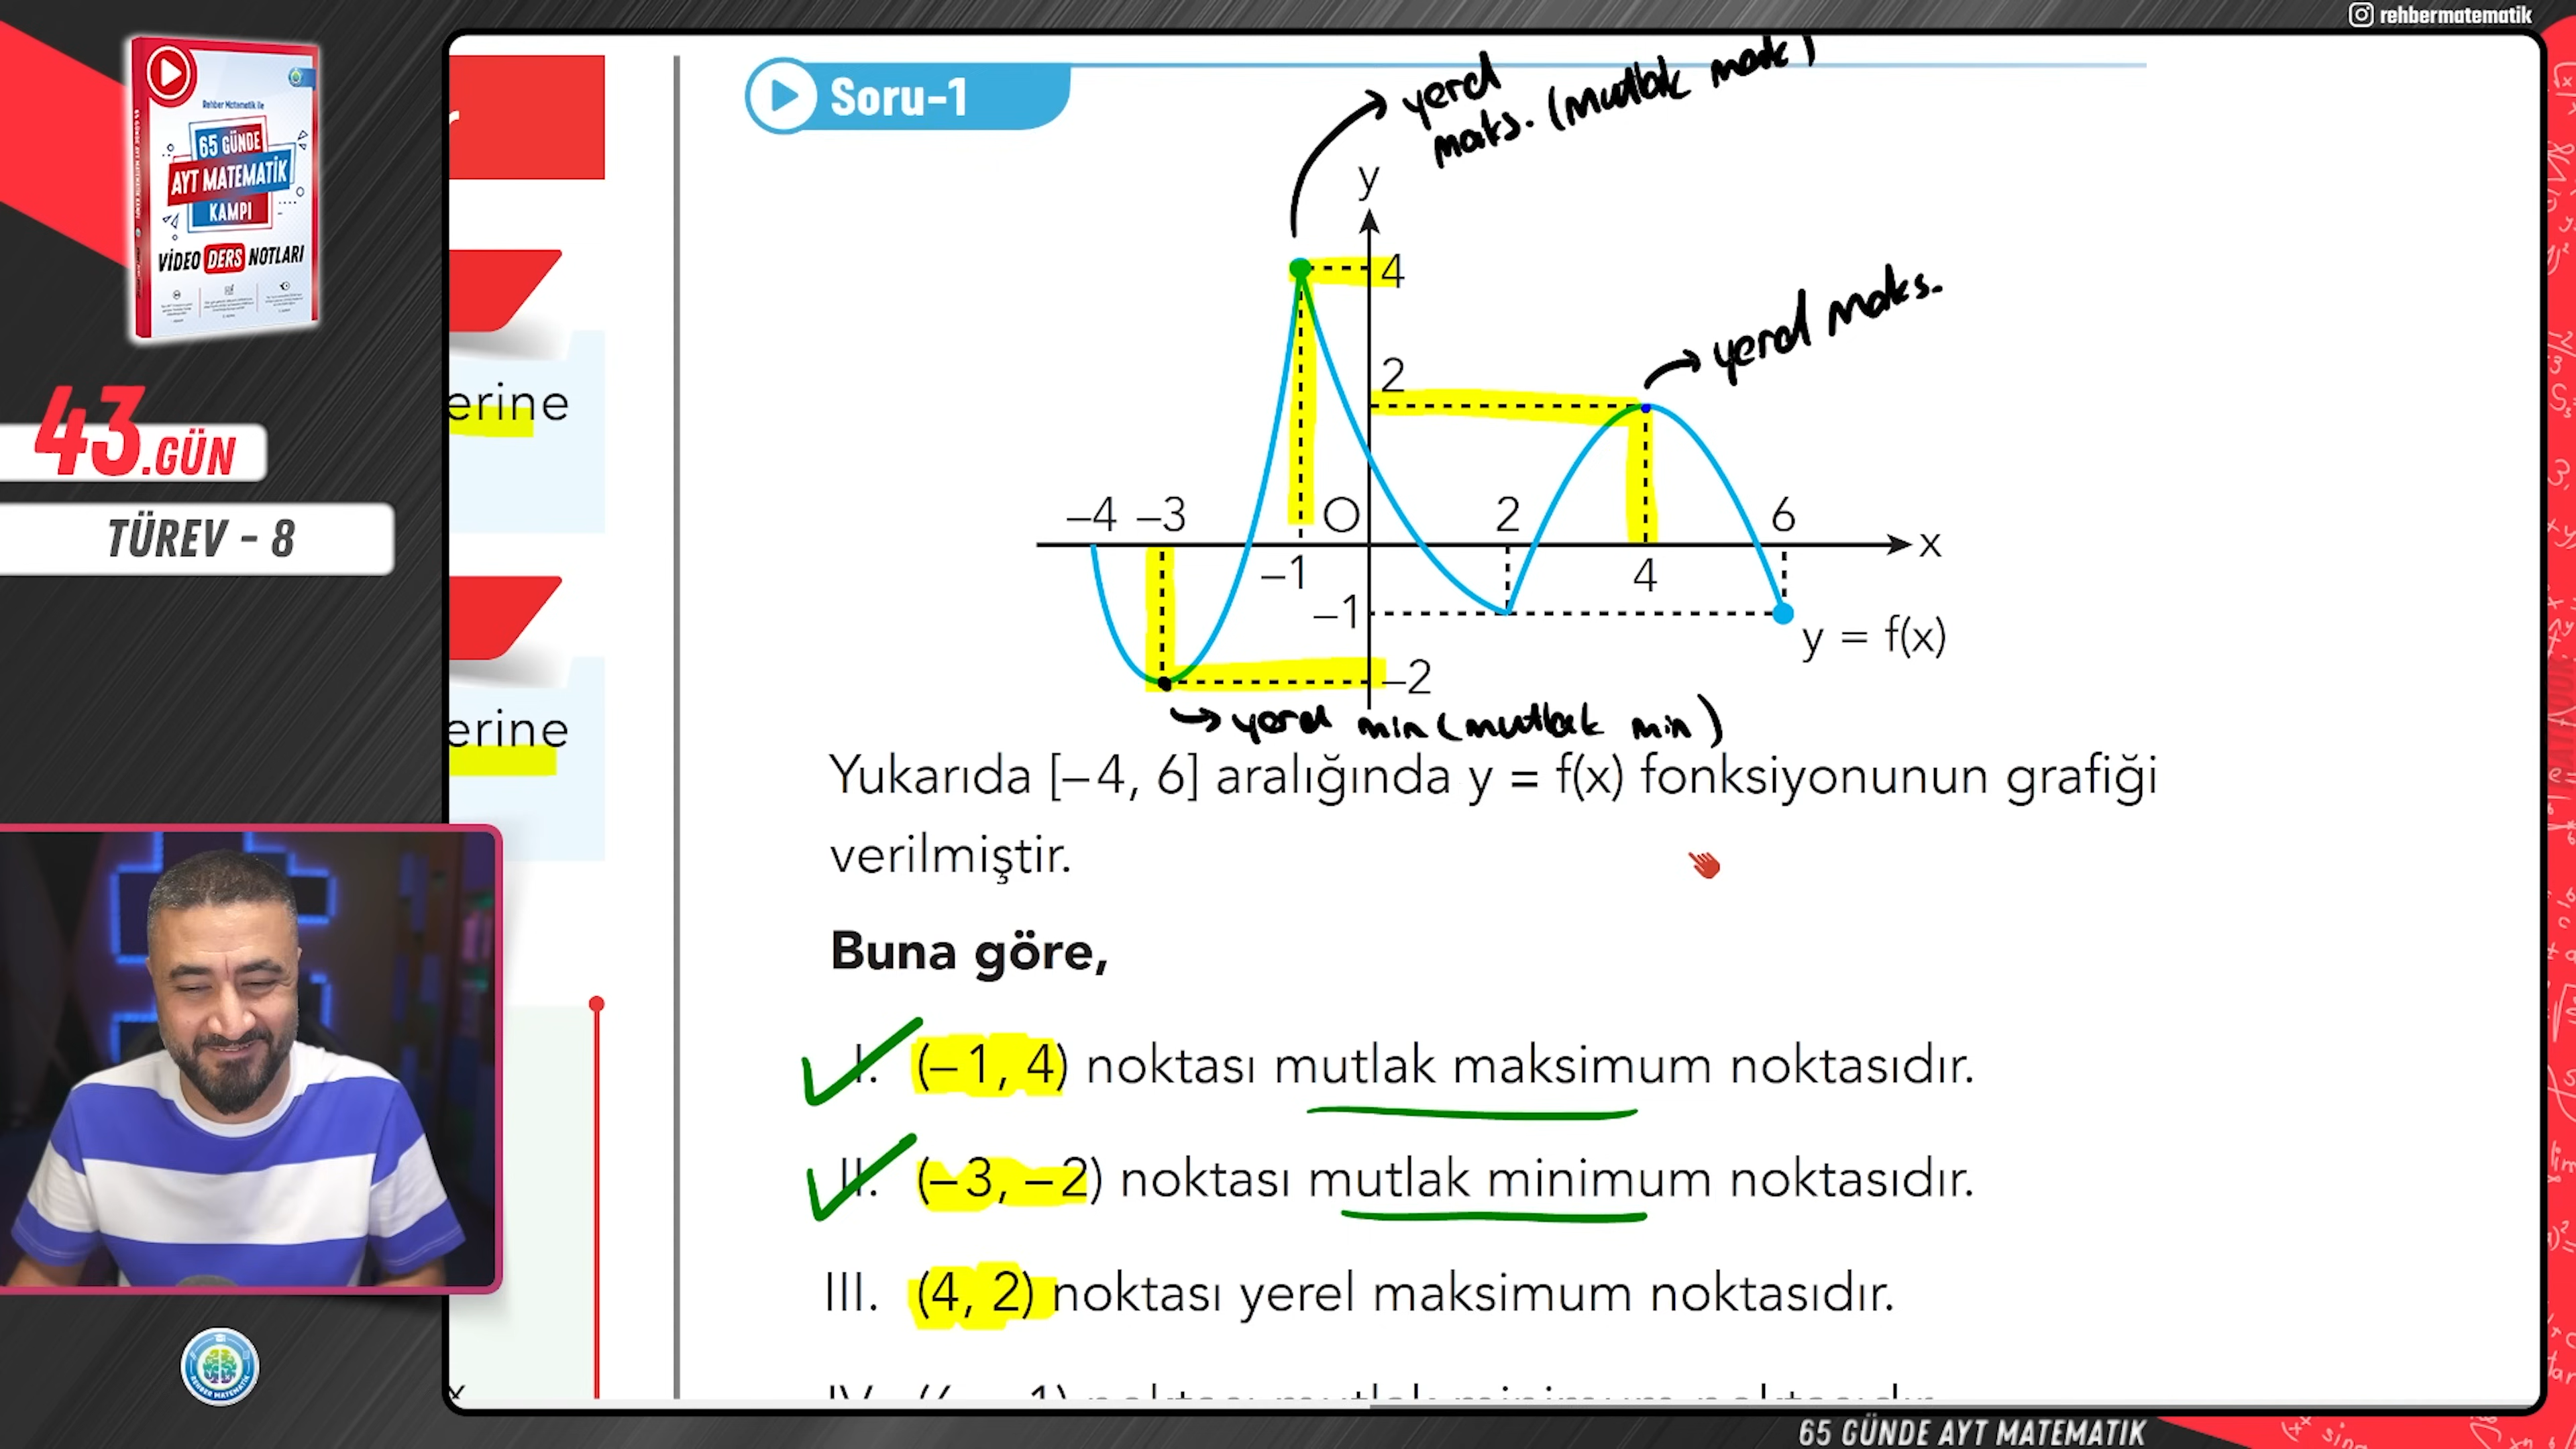 rehbermatematik
Rehber Matematik ile
65 GÜNDE
AYT MATEMATİK
KAMPI
VİDEO DERS NOTLARI
43.GÜN
TÜREV - 8
erine
erine
Soru-1
yerel
maks. (mutlak mak)
y
4
yerel maks.
2
-4 -3 O 2 6
x
-1 4
-1
y = f(x)
-2
yerel min (mutlak min)
Yukarıda [-4, 6] aralığında y = f(x) fonksiyonunun grafiği
verilmiştir.
Buna göre,
I. (-1, 4) noktası mutlak maksimum noktasıdır.
II. (-3, -2) noktası mutlak minimum noktasıdır.
III. (4, 2) noktası yerel maksimum noktasıdır.
REHBER MATEMATİK
65 GÜNDE AYT MATEMATİK